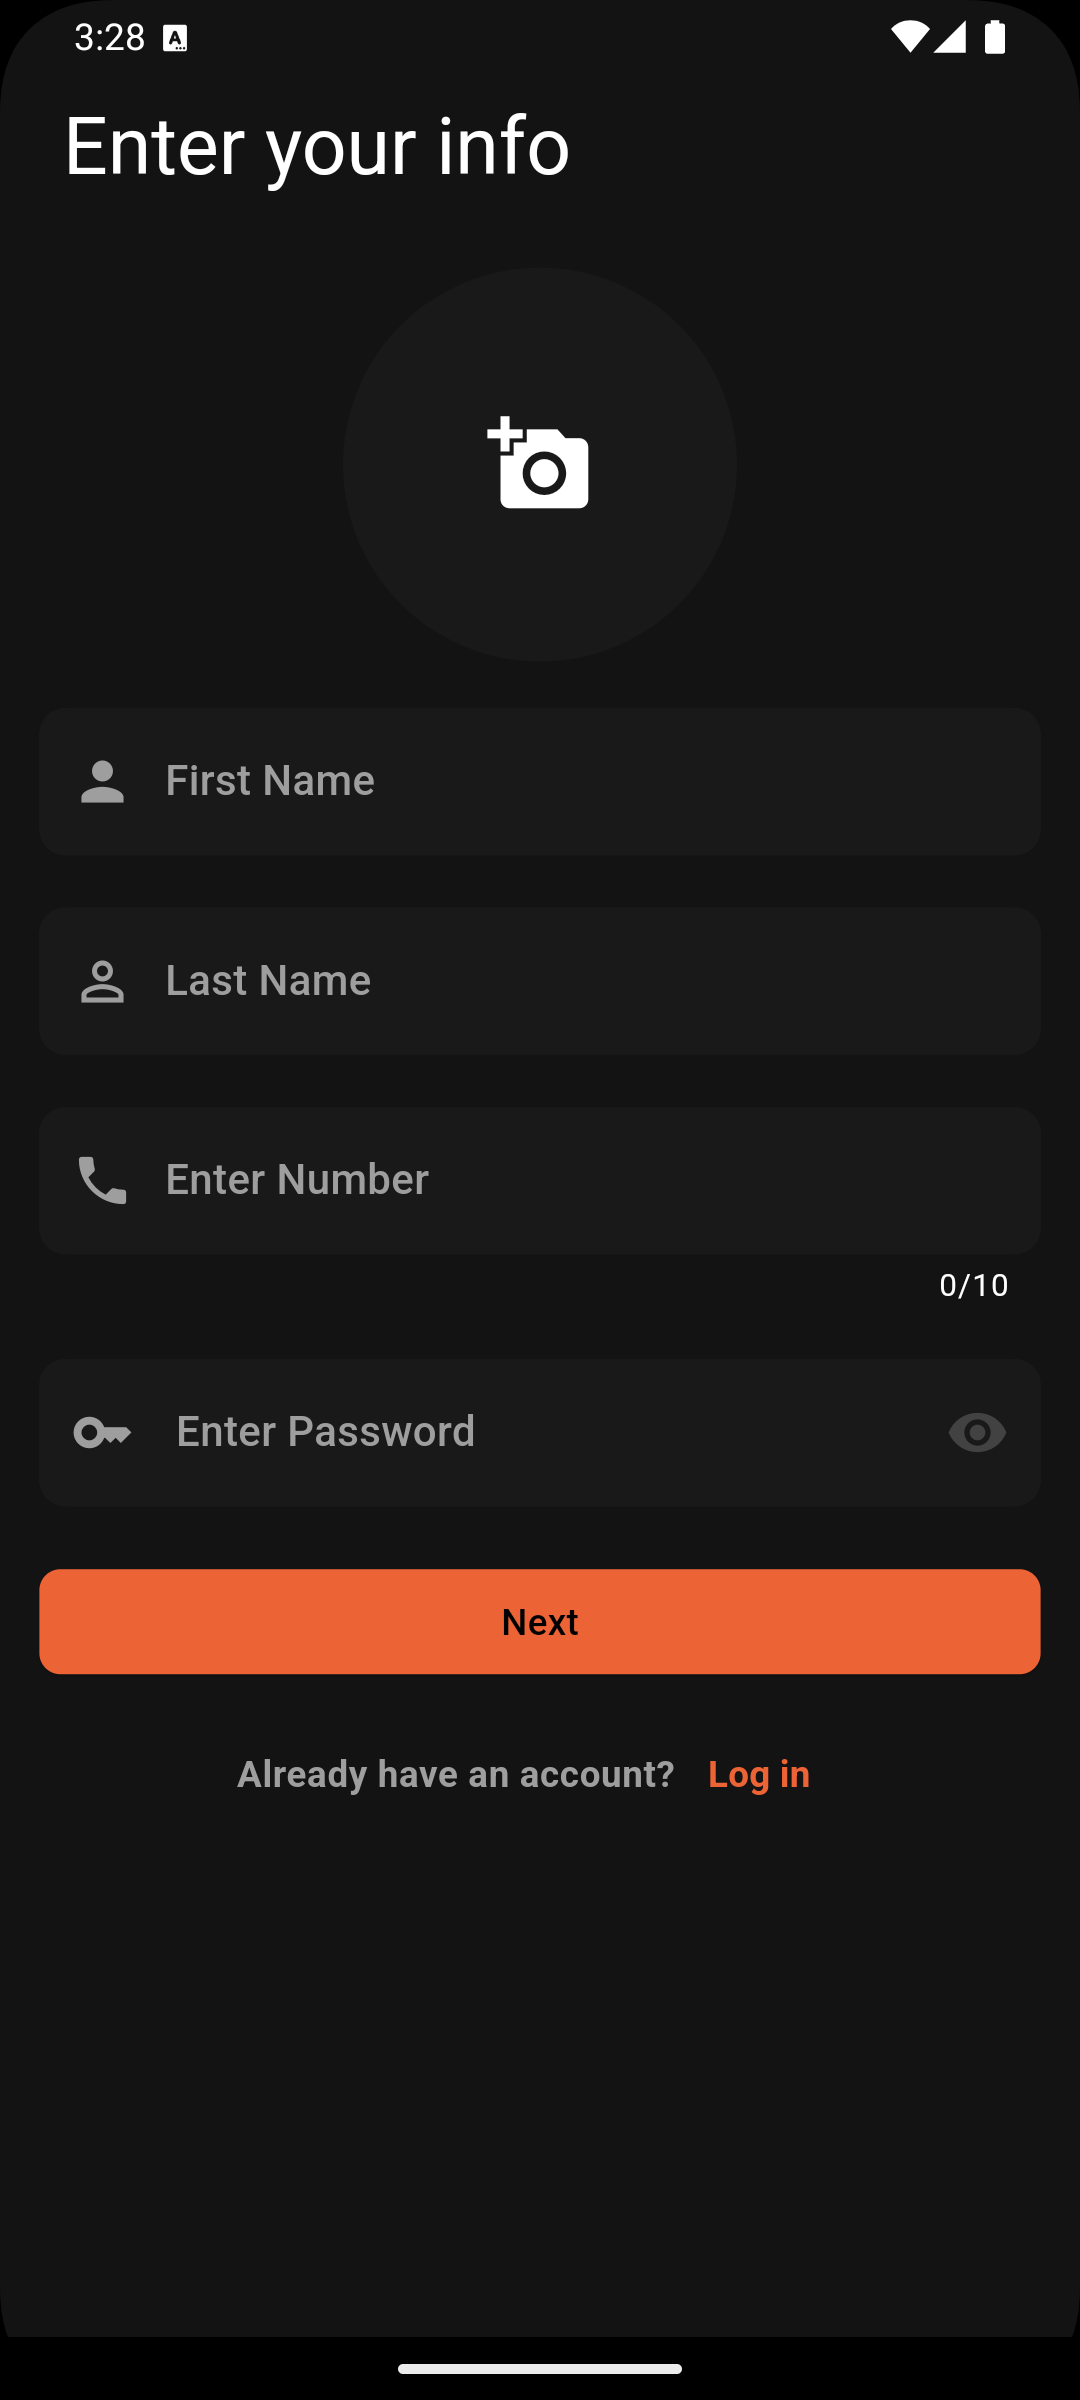 3:28
Enter your info
First Name
Last Name
Enter Number
0/10
Enter Password
Next
Already have an account? Log in